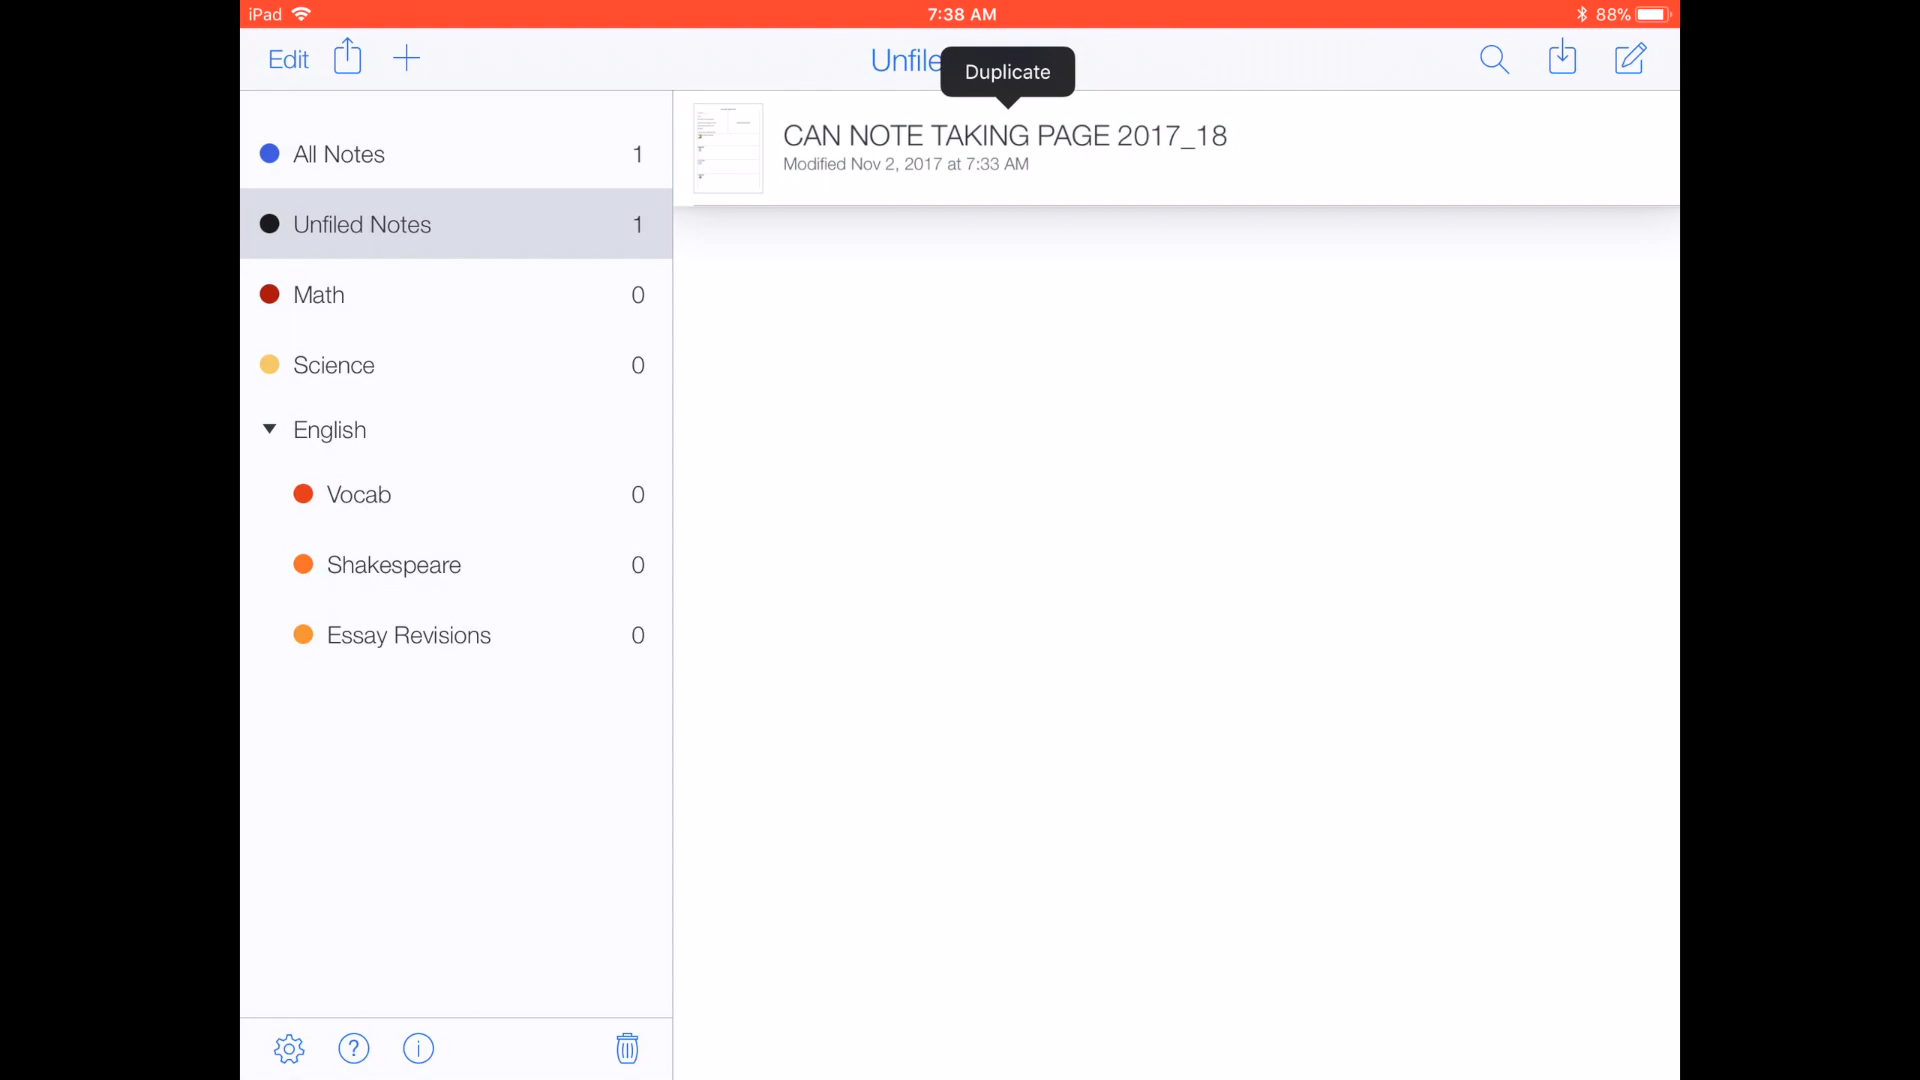 iPad 7:38 AM 88%
Edit Unfile
Duplicate
CAN NOTE TAKING PAGE 2017_18
Modified Nov 2, 2017 at 7:33 AM
All Notes 1
Unfiled Notes 1
Math 0
Science 0
English
Vocab 0
Shakespeare 0
Essay Revisions 0